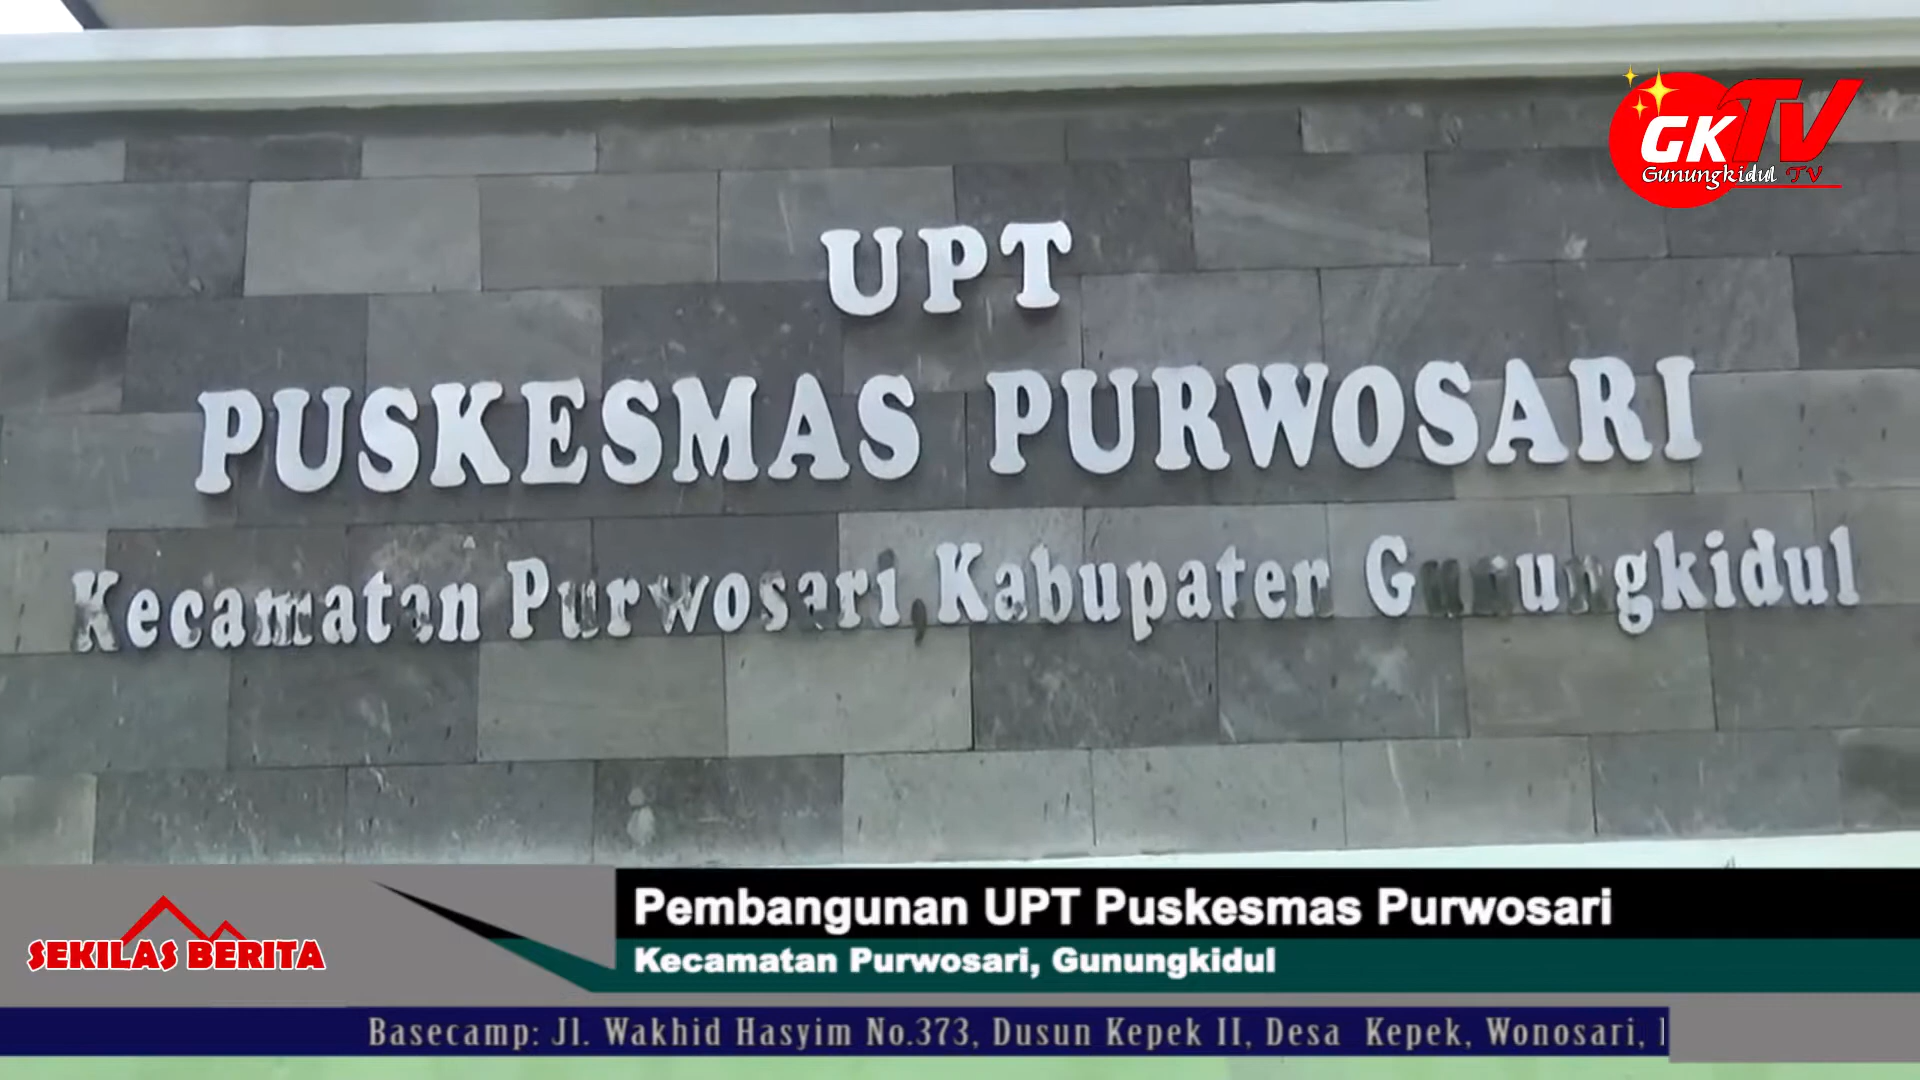 GKTV
Gunungkidul TV
UPT
PUSKESMAS PURWOSARI
Kecamatan Purwosari, Kabupaten Gunungkidul
Pembangunan UPT Puskesmas Purwosari
Kecamatan Purwosari, Gunungkidul
SEKILAS BERITA
Basecamp: Jl. Wakhid Hasyim No.373, Dusun Kepek II, Desa Kepek, Wonosari,